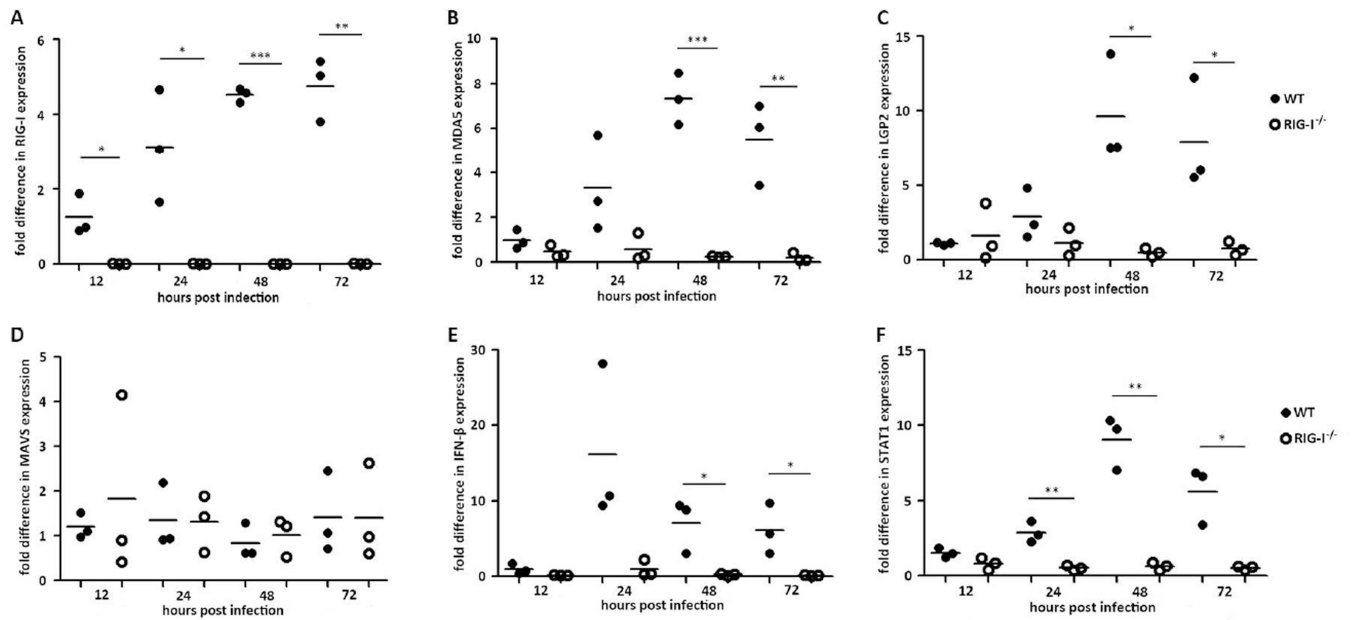 A
fold difference in RIG-I expression
6
4
2
0
*
*
***
**
12
24
48
72
hours post indection
B
fold difference in MDA5 expression
10
8
6
4
2
0
***
**
12
24
48
72
hours post infection
C
fold difference in LGP2 expression
15
10
5
0
*
*
12
24
48
72
hours post infection
WT
RIG-I-/-
D
fold difference in MAVS expression
5
4
3
2
1
0
12
24
48
72
hours post infection
E
fold difference in IFN-β expression
30
20
10
0
*
*
12
24
48
72
hours post infection
F
fold difference in STAT1 expression
15
10
5
0
**
**
*
12
24
48
72
hours post infection
WT
RIG-I-/-